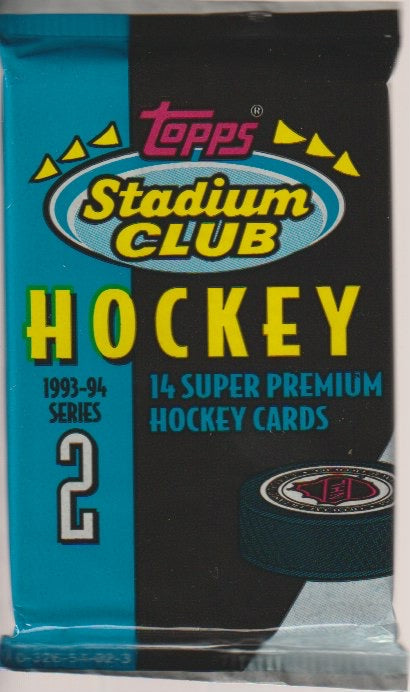 Topps®
Stadium
CLUB
HOCKEY
1993-94
SERIES
2
14 SUPER PREMIUM
HOCKEY CARDS